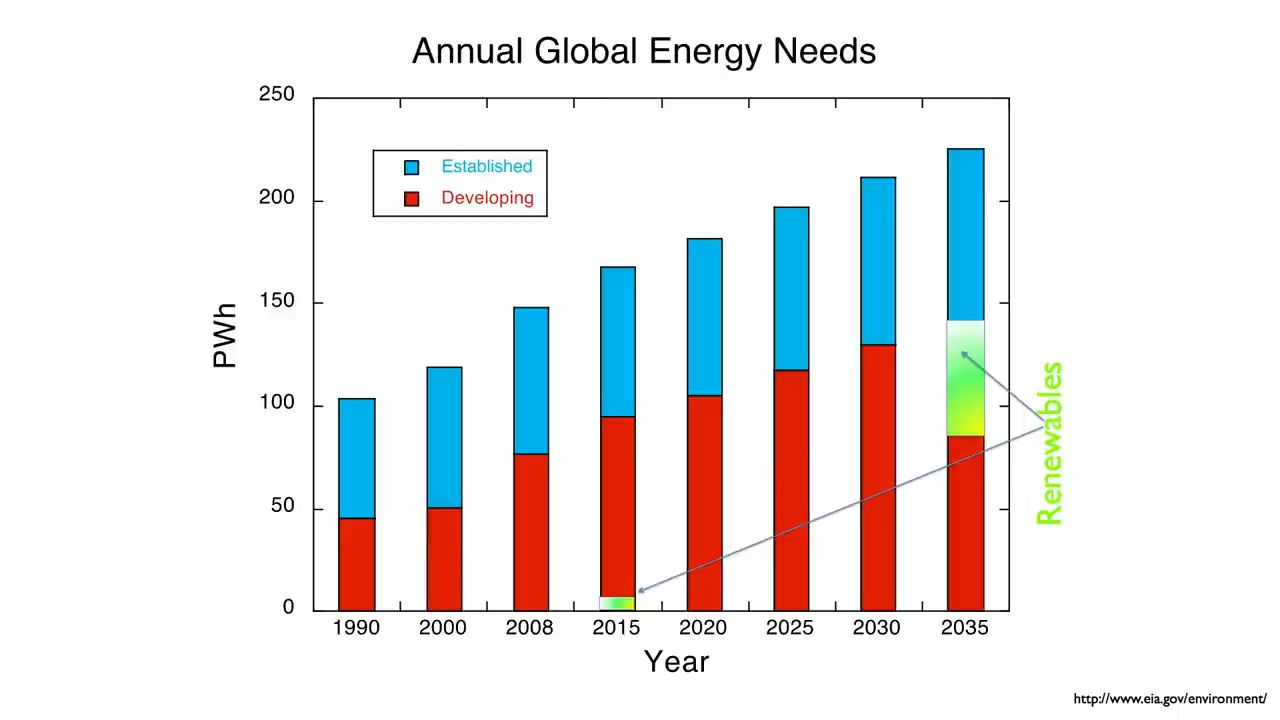 Annual Global Energy Needs
250
200
150
100
50
0
PWh
Established
Developing
Renewables
1990 2000 2008 2015 2020 2025 2030 2035
Year
http://www.eia.gov/environment/